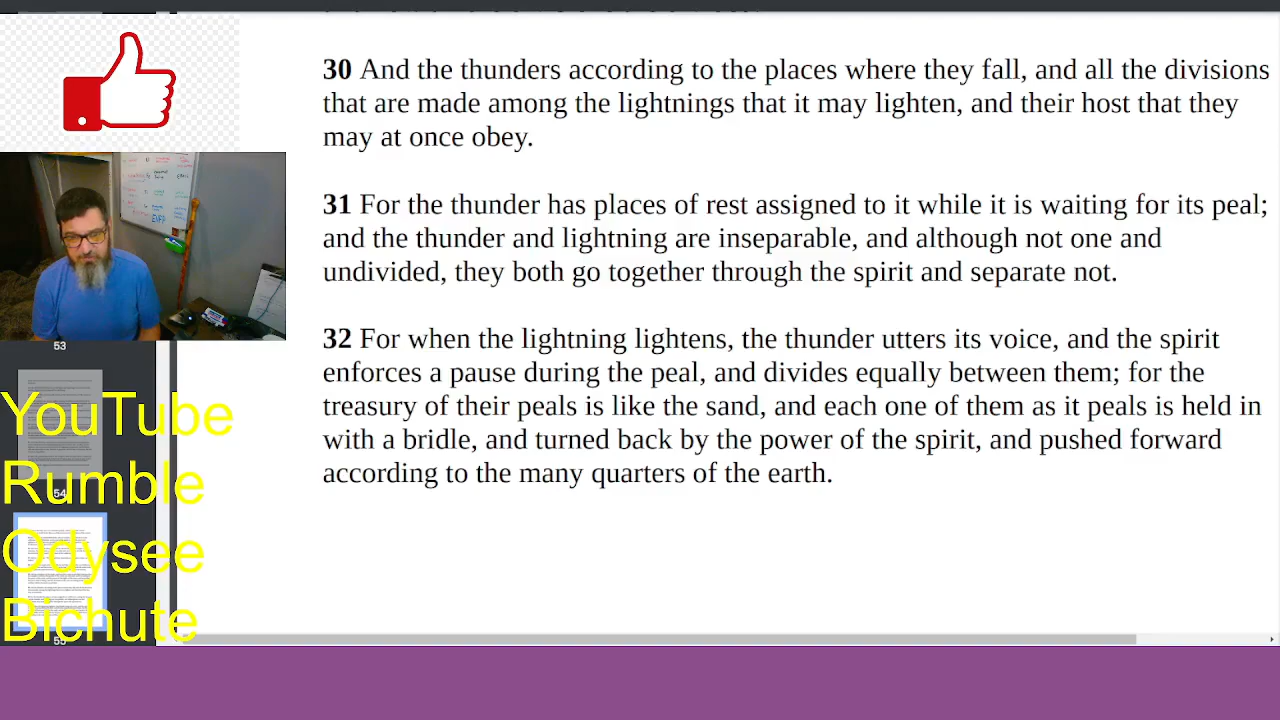 30 And the thunders according to the places where they fall, and all the divisions
that are made among the lightnings that it may lighten, and their host that they
may at once obey.
31 For the thunder has places of rest assigned to it while it is waiting for its peal;
and the thunder and lightning are inseparable, and although not one and
undivided, they both go together through the spirit and separate not.
32 For when the lightning lightens, the thunder utters its voice, and the spirit
enforces a pause during the peal, and divides equally between them; for the
treasury of their peals is like the sand, and each one of them as it peals is held in
with a bridle, and turned back by the power of the spirit, and pushed forward
according to the many quarters of the earth.
53
YouTube
Rumble
54
Odysee
Bichute
55